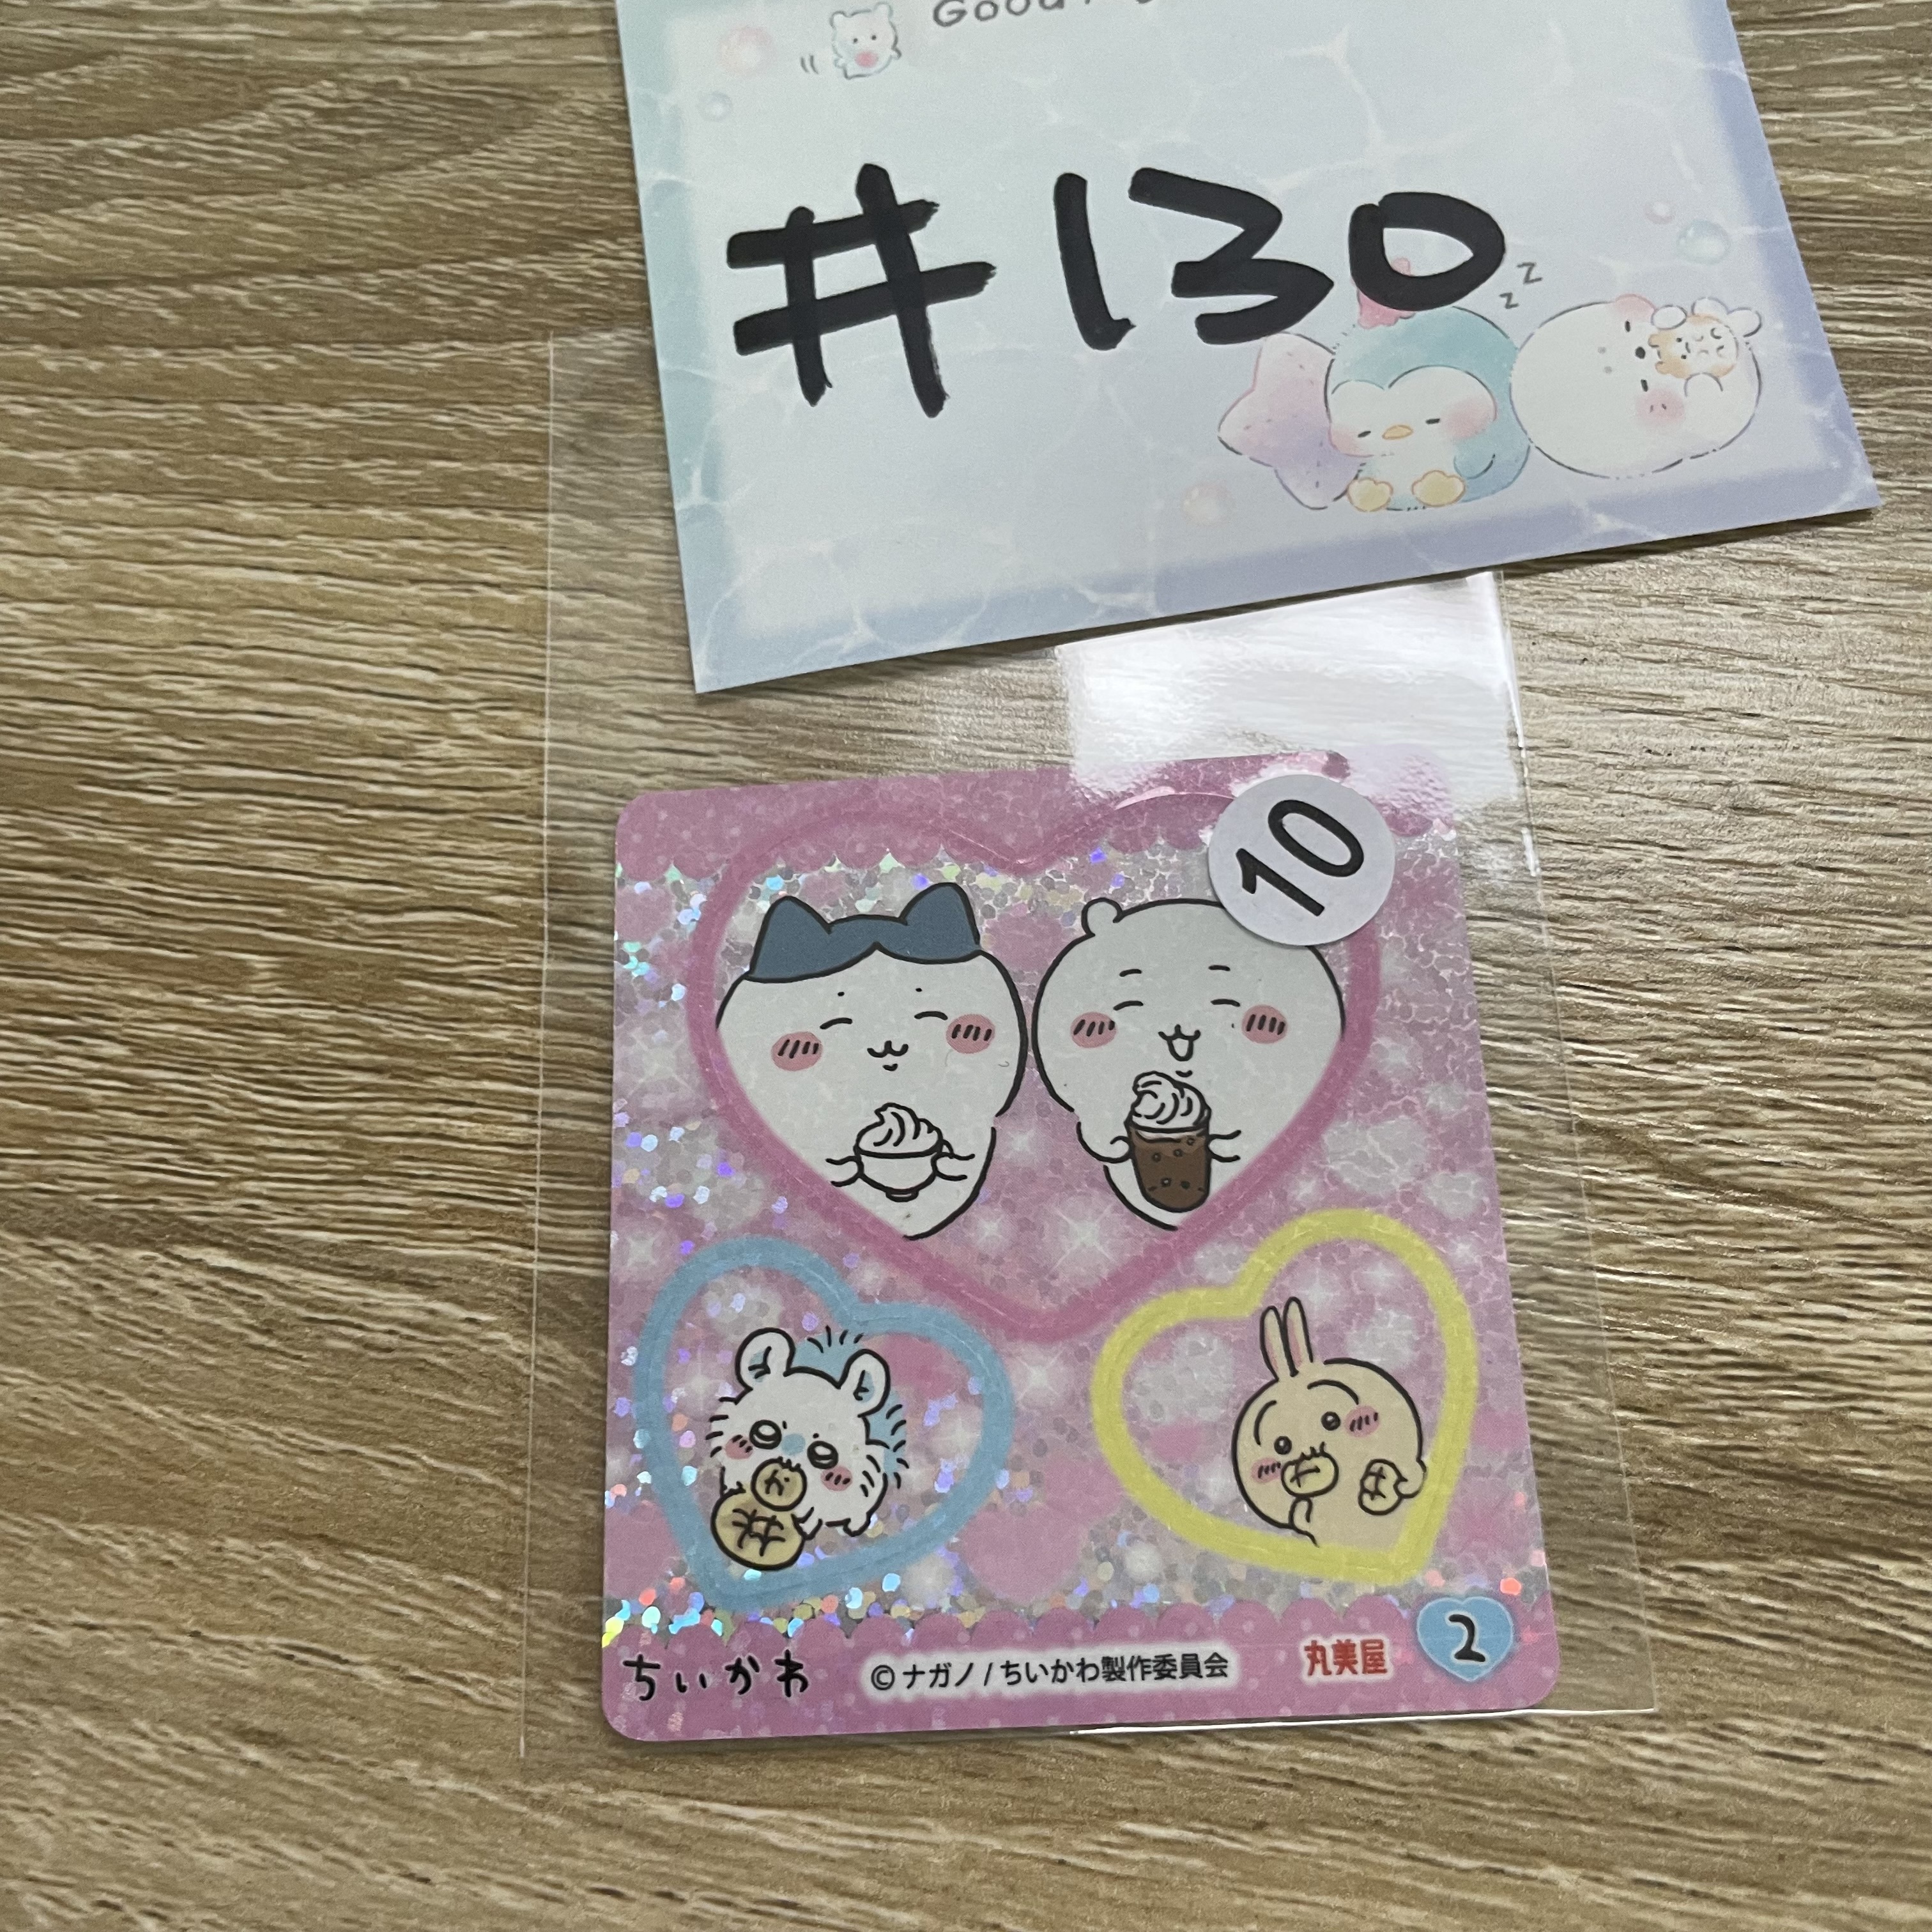 Good
#130
z z
10
ちいかわ
©ナガノ / ちいかわ製作委員会
丸美屋
2